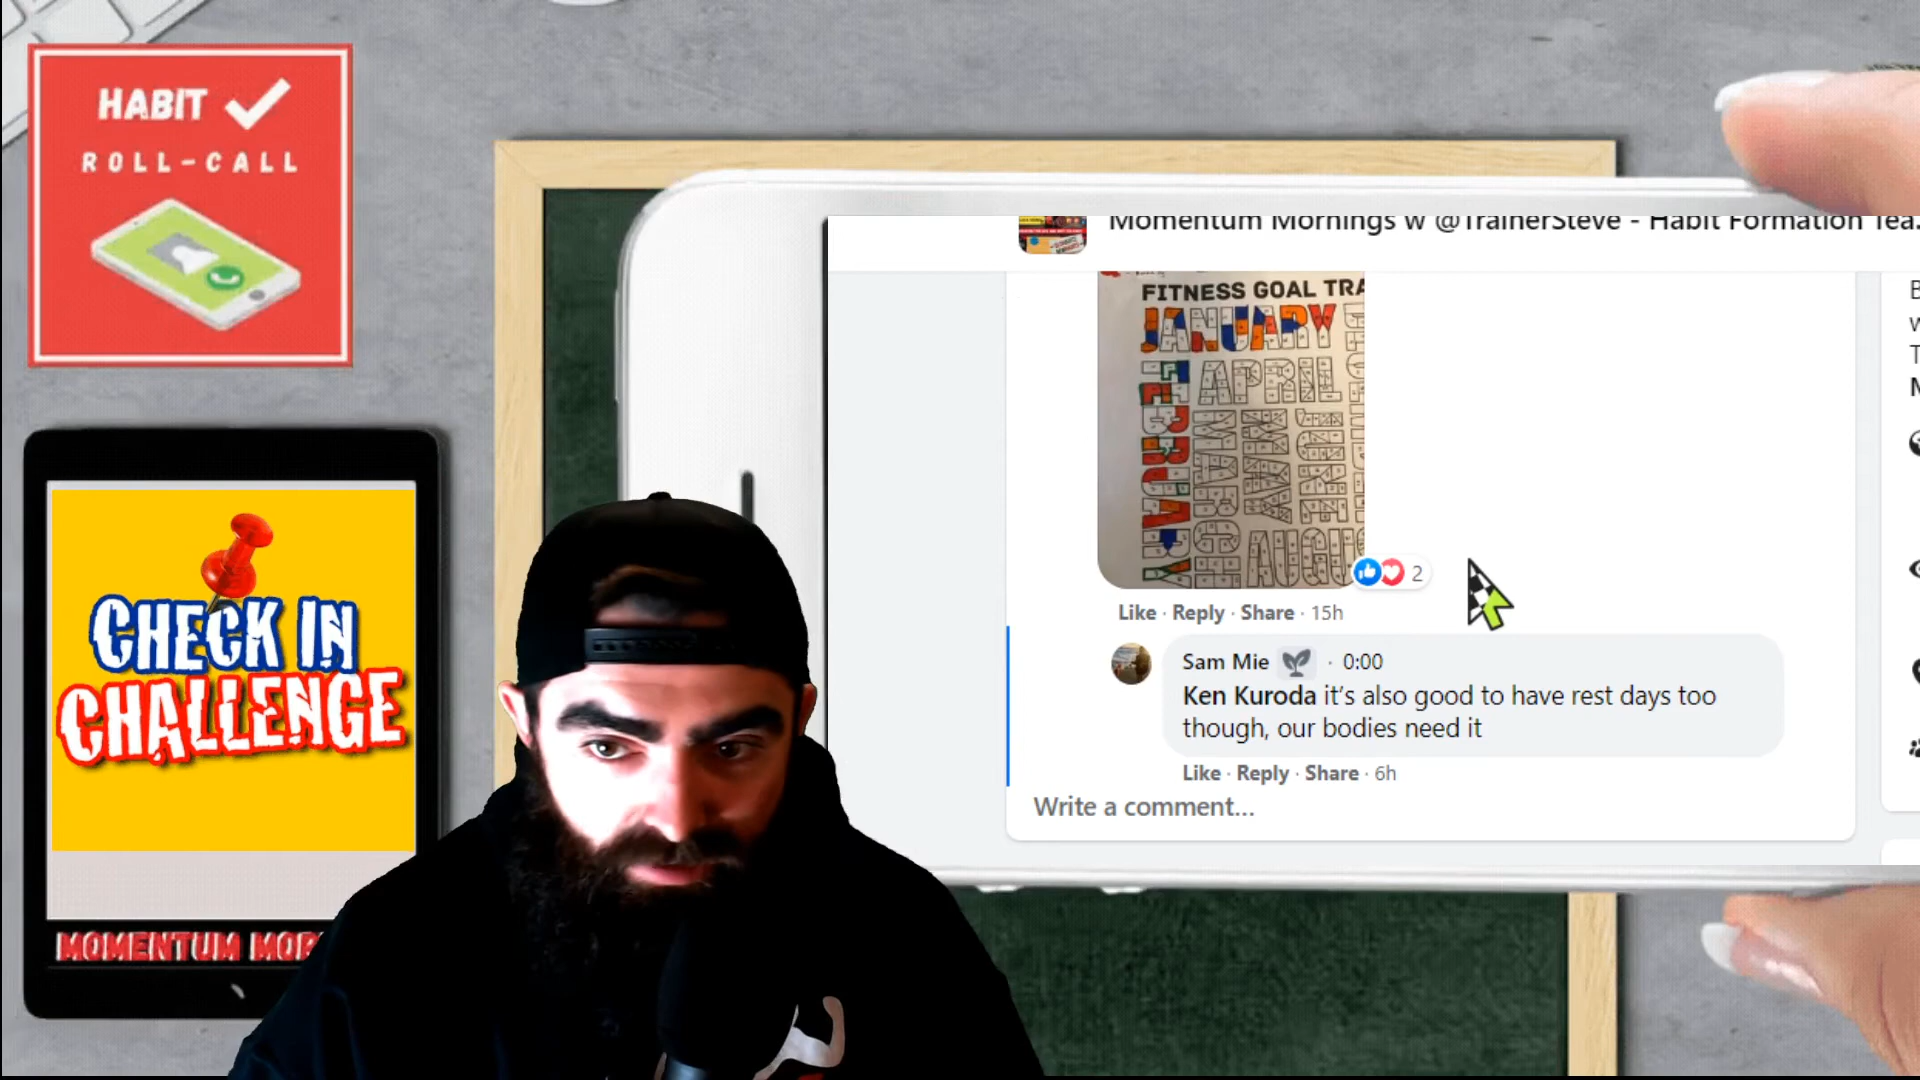 HABIT
ROLL-CALL
CHECK IN
CHALLENGE
MOMENTUM
Momentum Mornings w @TrainerSteve - Habit Formation Tea...
FITNESS GOAL
JANUARY
FEBRUARY
APRIL
AUGU
2
Like · Reply · Share · 15h
Sam Mie · 0:00
Ken Kuroda it’s also good to have rest days too
though, our bodies need it
Like · Reply · Share · 6h
Write a comment...